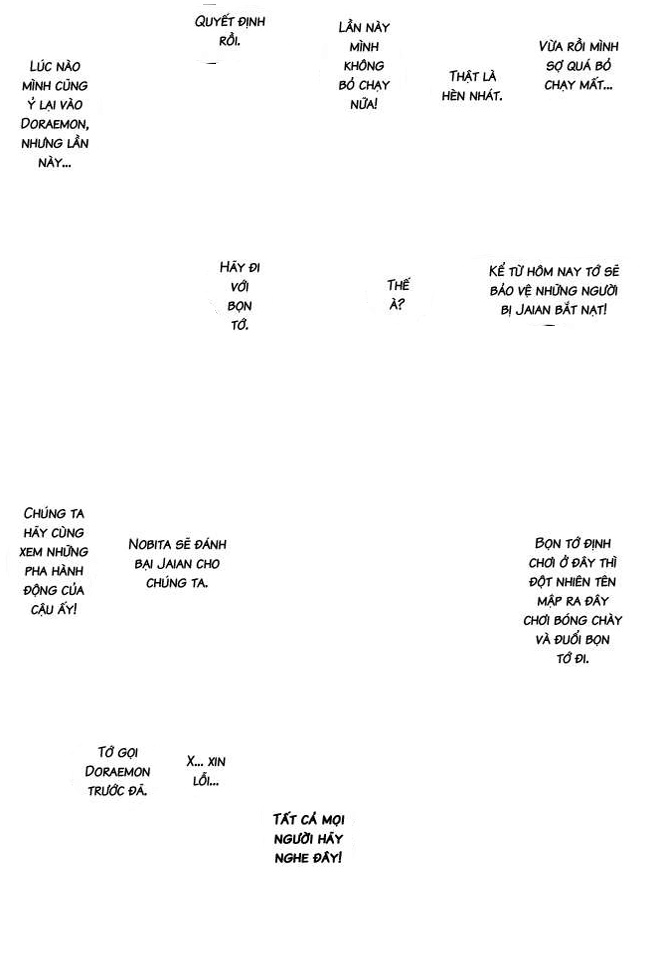 Vừa rồi mình
sợ quá bỏ
chạy mất...
Thật là
hèn nhát.
Lần này
mình
không
bỏ chạy
nữa!
Quyết định
rồi.
Lúc nào
mình cũng
ỷ lại vào
Doraemon,
nhưng lần
này...
Kể từ hôm nay tớ sẽ
bảo vệ những người
bị Jaian bắt nạt!
Thế
à?
Hãy đi
với
bọn
tớ.
Bọn tớ định
chơi ở đây thì
đột nhiên tên
mập ra đây
chơi bóng chày
và đuổi bọn
tớ đi.
Nobita sẽ đánh
bại Jaian cho
chúng ta.
Chúng ta
hãy cùng
xem những
pha hành
động của
cậu ấy!
Tất cả mọi
người hãy
nghe đây!
X... xin
lỗi...
Tớ gọi
Doraemon
trước đã.